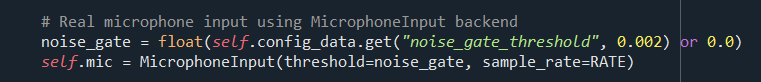 # Real microphone input using MicrophoneInput backend
noise_gate = float(self.config_data.get("noise_gate_threshold", 0.002) or 0.0)
self.mic = MicrophoneInput(threshold=noise_gate, sample_rate=RATE)